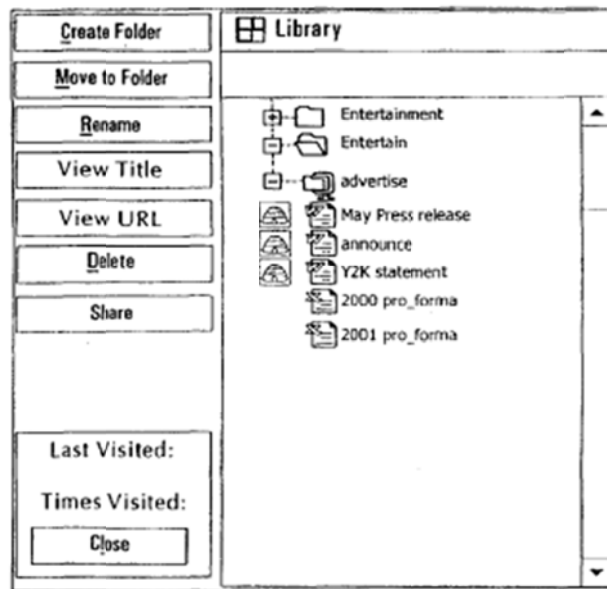 Create Folder
Move to Folder
Rename
View Title
View URL
Delete
Share
Last Visited:
Times Visited:
Close
Library
Entertainment
Entertain
advertise
May Press release
announce
Y2K statement
2000 pro_forma
2001 pro_forma